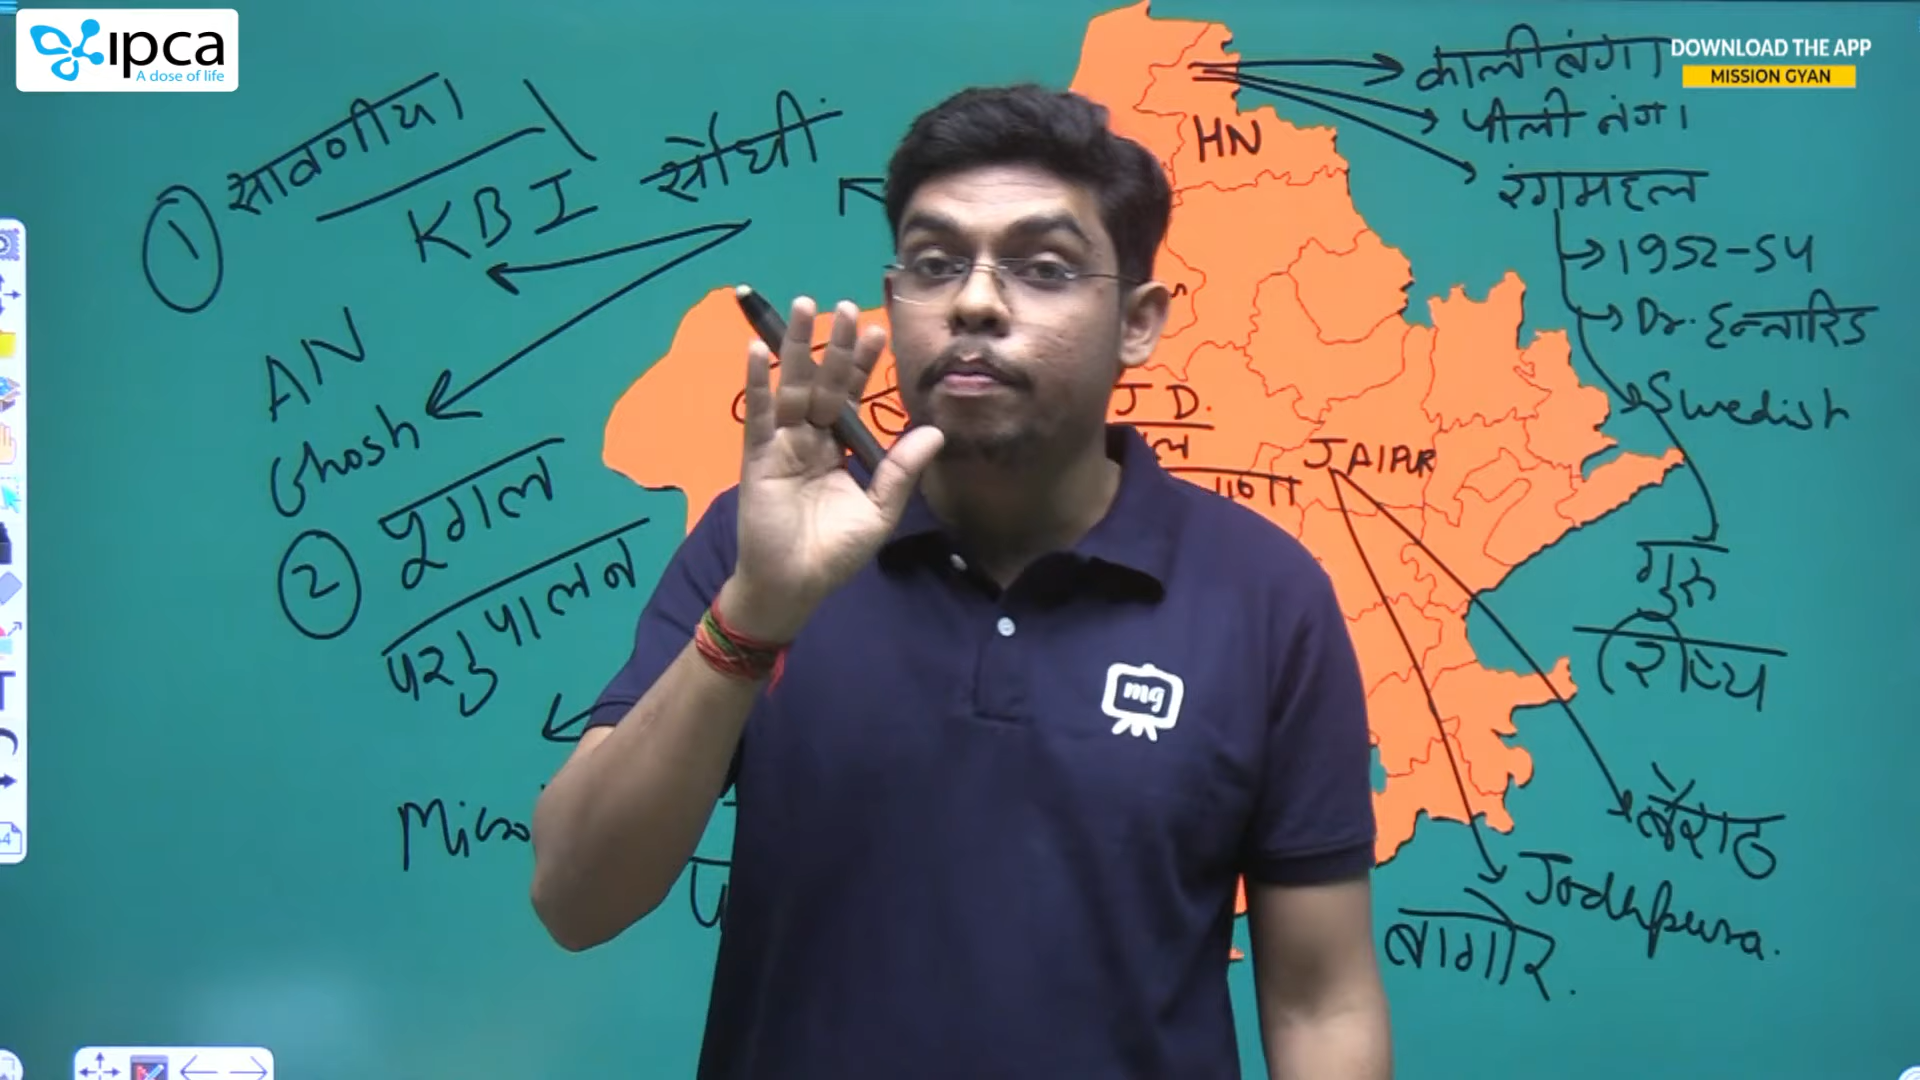 ipca
A dose of life
DOWNLOAD THE APP
MISSION GYAN
① सावणीया
KBI
सौथी
AN
Ghosh
② पूगल
पशुपालन
Micro
HN
कालीबंगा
पीलीबंगा
रंगमहल
→ 1952-54
→ Dr. हन्नारिड
Swedish
गुरु
शिष्य
J D.
JAIPUR
बैराठ
Jodhpura.
बागोर.
mg